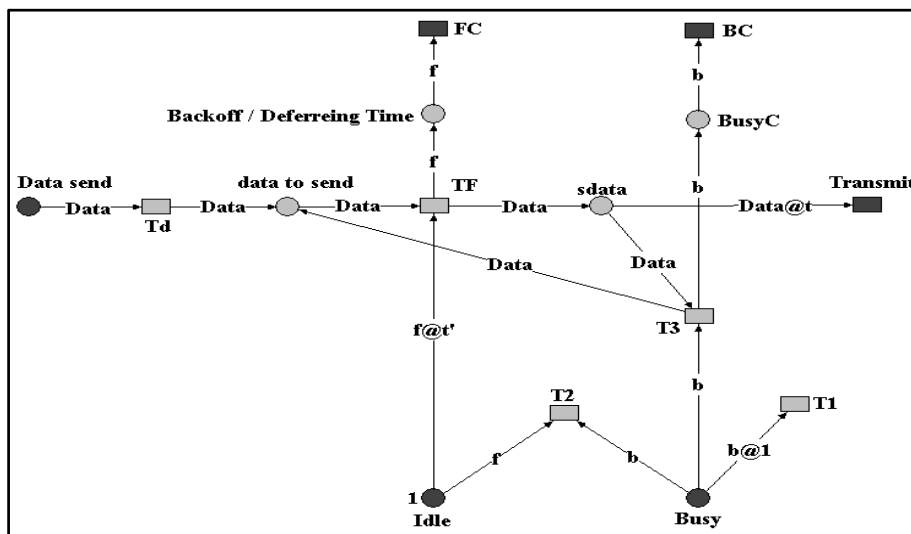 FC
BC
f
b
Backoff / Deferreing Time
BusyC
f
b
Data send
data to send
TF
sdata
Transmit
Data
Data
Data
Data
Data@t
Td
Data
Data
T3
f@t'
b
T2
T1
f
b
b@1
1
Idle
Busy